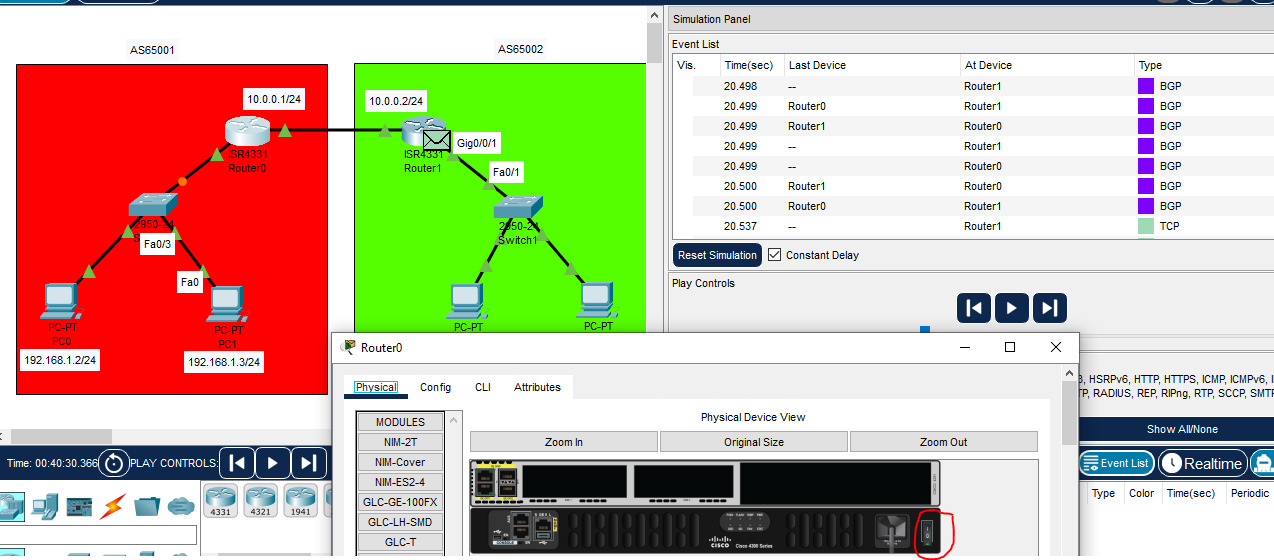 Simulation Panel
Event List
Vis. Time(sec) Last Device At Device Type
20.498 -- Router1 BGP
20.499 Router0 Router1 BGP
20.499 Router1 Router0 BGP
20.499 -- Router1 BGP
20.499 -- Router0 BGP
20.500 Router1 Router0 BGP
20.500 Router0 Router1 BGP
20.537 -- Router1 TCP
Reset Simulation Constant Delay
Play Controls
AS65001
AS65002
10.0.0.1/24
10.0.0.2/24
ISR4331
Router0
ISR4331
Router1
Gig0/0/1
Fa0/1
2950-24
Fa0/3
Fa0
2950-24
Switch1
PC-PT
PC0
192.168.1.2/24
PC-PT
PC1
192.168.1.3/24
PC-PT
PC-PT
Router0
Physical Config CLI Attributes
MODULES
NIM-2T
NIM-Cover
NIM-ES2-4
GLC-GE-100FX
GLC-LH-SMD
GLC-T
Physical Device View
Zoom In Original Size Zoom Out
CISCO
Cisco 4300 Series
HSRPv6, HTTP, HTTPS, ICMP, ICMPv6,
RADIUS, REP, RIPng, RTP, SCCP, SMTP
Show All/None
Event List Realtime
Type Color Time(sec) Periodic
Time: 00:40:30.366 PLAY CONTROLS:
4331 4321 1941